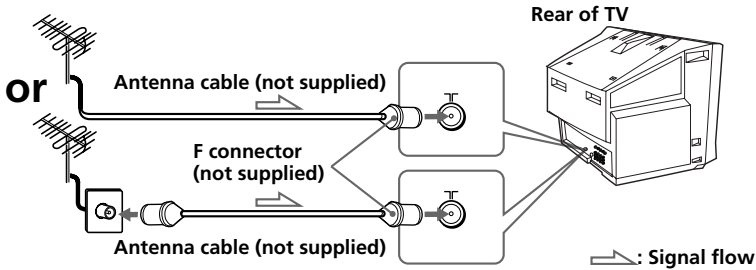 Rear of TV
Antenna cable (not supplied)
or
F connector
(not supplied)
Antenna cable (not supplied)
: Signal flow